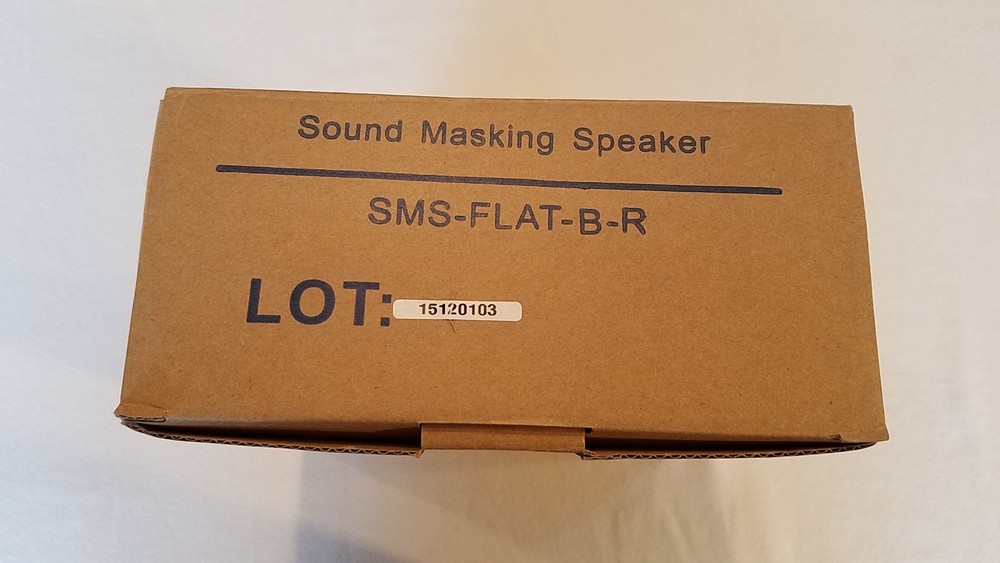 Sound Masking Speaker
SMS-FLAT-B-R
LOT: 15120103